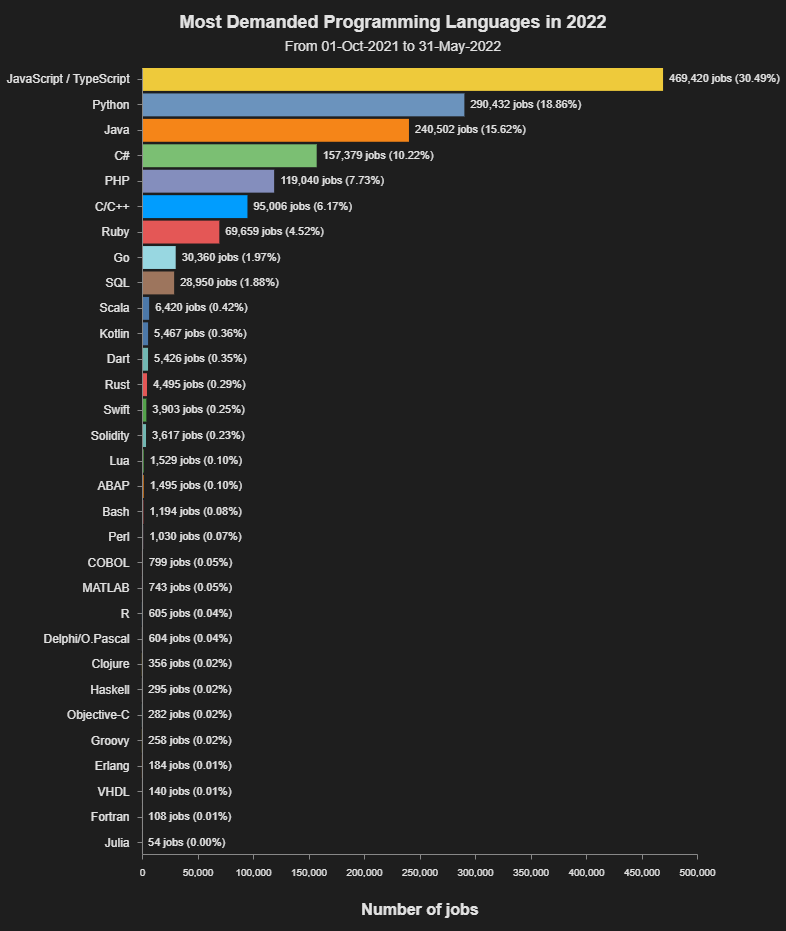 Most Demanded Programming Languages in 2022
From 01-Oct-2021 to 31-May-2022
JavaScript / TypeScript 469,420 jobs (30.49%)
Python 290,432 jobs (18.86%)
Java 240,502 jobs (15.62%)
C# 157,379 jobs (10.22%)
PHP 119,040 jobs (7.73%)
C/C++ 95,006 jobs (6.17%)
Ruby 69,659 jobs (4.52%)
Go 30,360 jobs (1.97%)
SQL 28,950 jobs (1.88%)
Scala 6,420 jobs (0.42%)
Kotlin 5,467 jobs (0.36%)
Dart 5,426 jobs (0.35%)
Rust 4,495 jobs (0.29%)
Swift 3,903 jobs (0.25%)
Solidity 3,617 jobs (0.23%)
Lua 1,529 jobs (0.10%)
ABAP 1,495 jobs (0.10%)
Bash 1,194 jobs (0.08%)
Perl 1,030 jobs (0.07%)
COBOL 799 jobs (0.05%)
MATLAB 743 jobs (0.05%)
R 605 jobs (0.04%)
Delphi/O.Pascal 604 jobs (0.04%)
Clojure 356 jobs (0.02%)
Haskell 295 jobs (0.02%)
Objective-C 282 jobs (0.02%)
Groovy 258 jobs (0.02%)
Erlang 184 jobs (0.01%)
VHDL 140 jobs (0.01%)
Fortran 108 jobs (0.01%)
Julia 54 jobs (0.00%)
0 50,000 100,000 150,000 200,000 250,000 300,000 350,000 400,000 450,000 500,000
Number of jobs